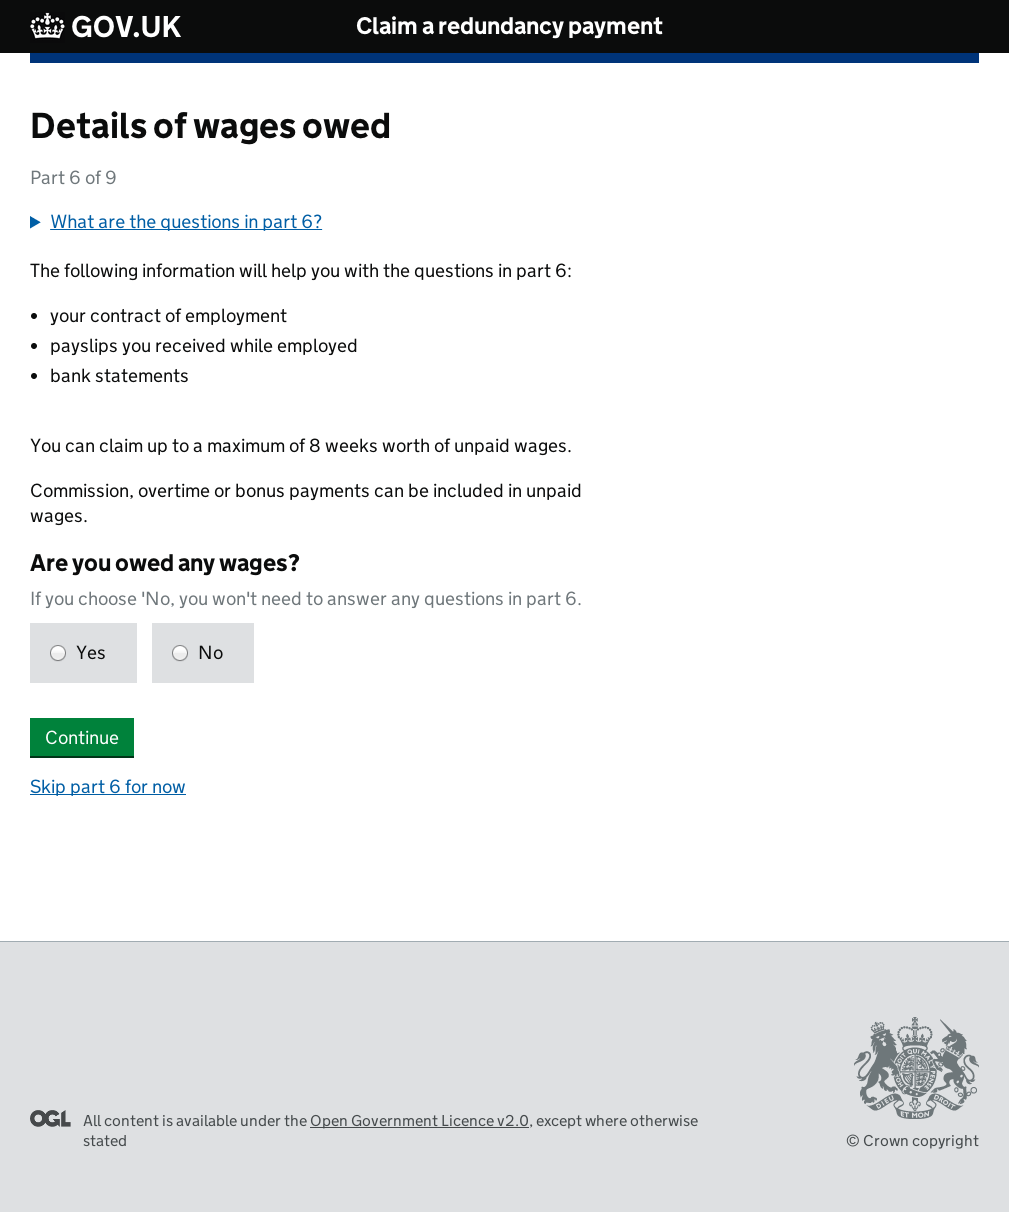 GOV.UK
Claim a redundancy payment
Details of wages owed
Part 6 of 9
What are the questions in part 6?
The following information will help you with the questions in part 6:
your contract of employment
payslips you received while employed
bank statements
You can claim up to a maximum of 8 weeks worth of unpaid wages.
Commission, overtime or bonus payments can be included in unpaid
wages.
Are you owed any wages?
If you choose 'No, you won't need to answer any questions in part 6.
Yes
No
Continue
Skip part 6 for now
OGL
All content is available under the Open Government Licence v2.0, except where otherwise
stated
DIEU
ET MON
DROIT
© Crown copyright